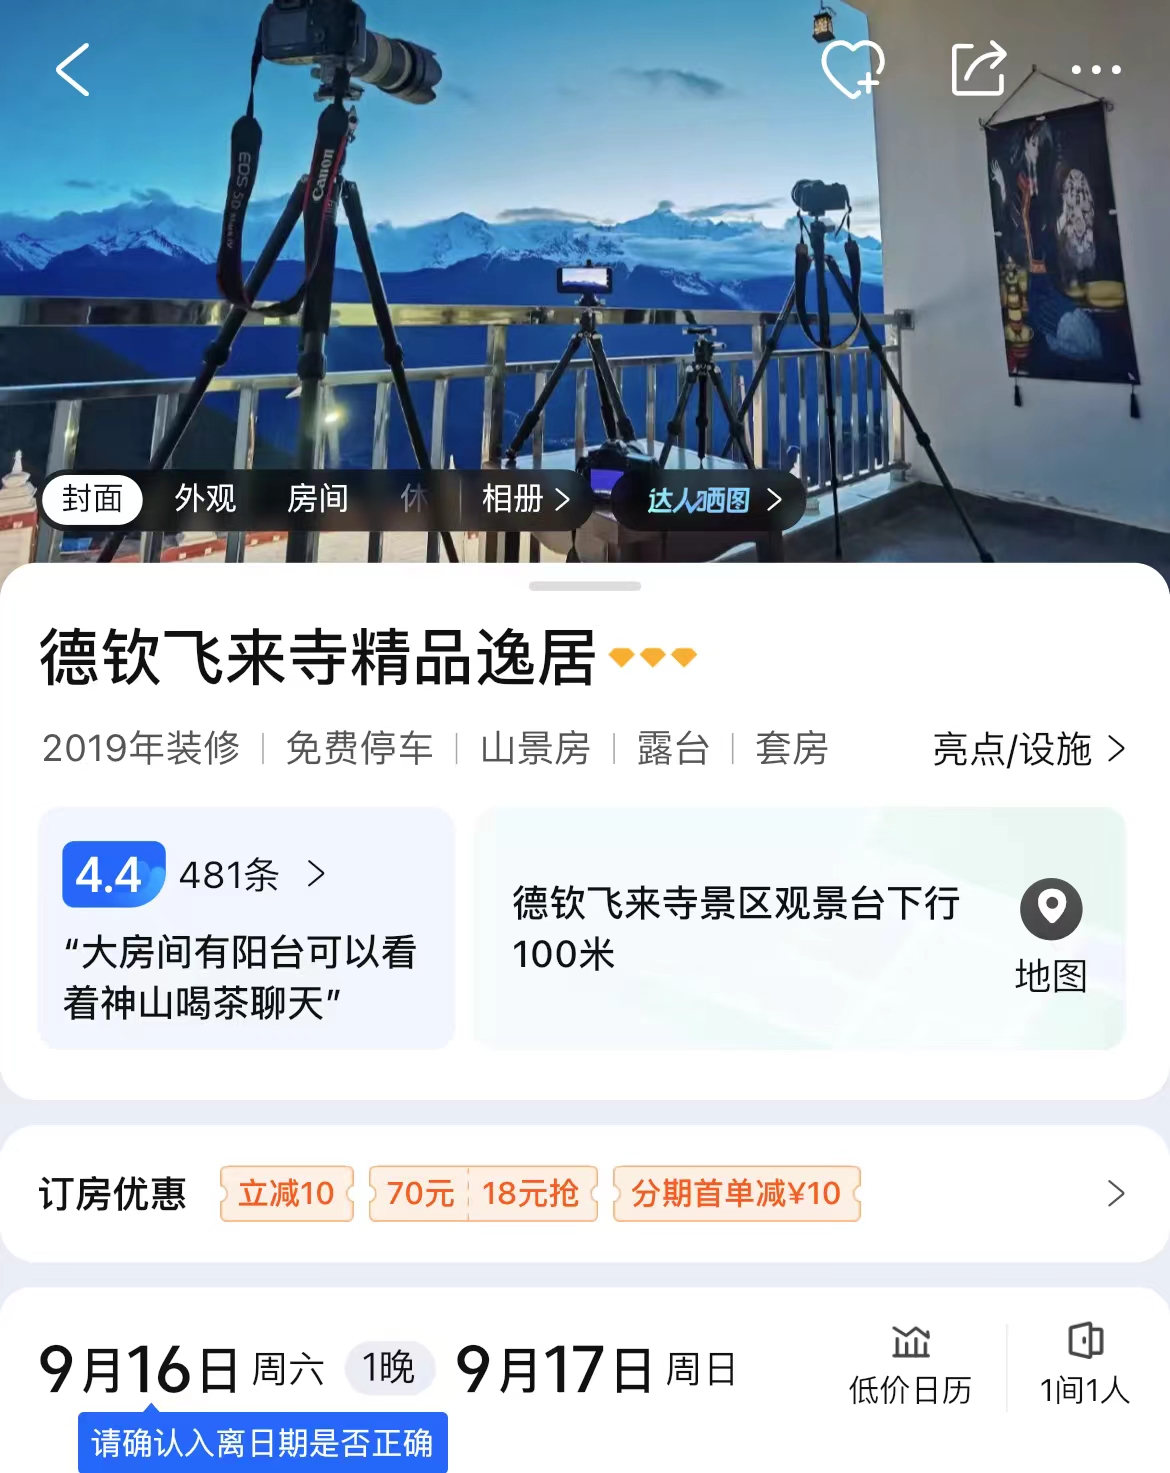 EOS 5D Mark IV
Canon
封面 外观 房间 休 相册 达人晒图
德钦飞来寺精品逸居
2019年装修 免费停车 山景房 露台 套房 亮点/设施
4.4 481条
“大房间有阳台可以看
着神山喝茶聊天”
德钦飞来寺景区观景台下行
100米
地图
订房优惠 立减10 70元 18元抢 分期首单减¥10
9月16日 周六 1晚 9月17日 周日
低价日历 1间1人
请确认入离日期是否正确